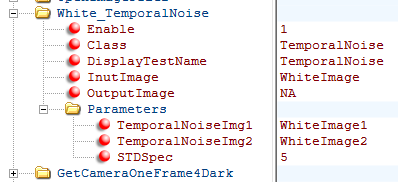 White_TemporalNoise
Enable 1
Class TemporalNoise
DisplayTestName TemporalNoise
InutImage WhiteImage
OutputImage NA
Parameters
TemporalNoiseImg1 WhiteImage1
TemporalNoiseImg2 WhiteImage2
STDSpec 5
GetCameraOneFrame4Dark